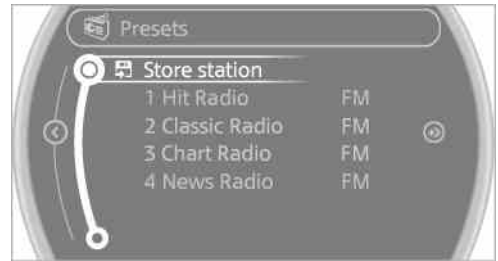 Presets
Store station
1 Hit Radio FM
2 Classic Radio FM
3 Chart Radio FM
4 News Radio FM